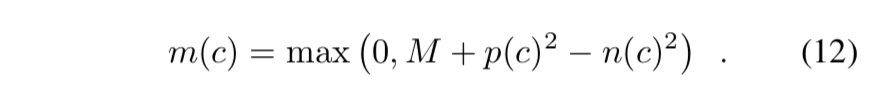 m(c) = max (0, M + p(c)² − n(c)²) . (12)